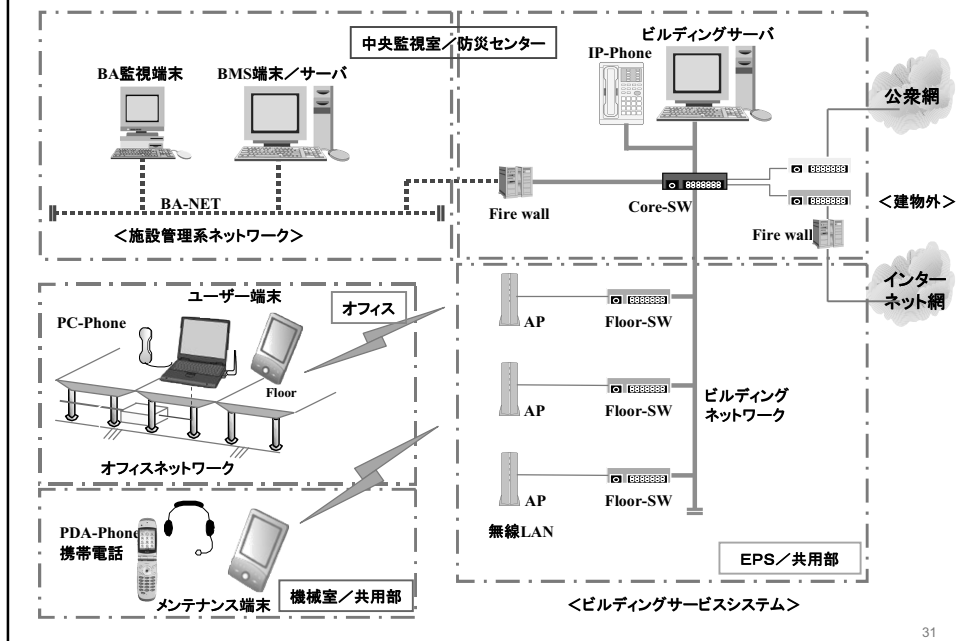 中央監視室／防災センター
BA監視端末
BMS端末／サーバ
BA-NET
＜施設管理系ネットワーク＞
ビルディングサーバ
IP-Phone
Fire wall
Core-SW
公衆網
＜建物外＞
Fire wall
インター
ネット網
ユーザー端末
オフィス
PC-Phone
Floor
オフィスネットワーク
AP
Floor-SW
AP
Floor-SW
ビルディング
ネットワーク
AP
Floor-SW
無線LAN
EPS／共用部
PDA-Phone
携帯電話
メンテナンス端末
機械室／共用部
＜ビルディングサービスシステム＞
31